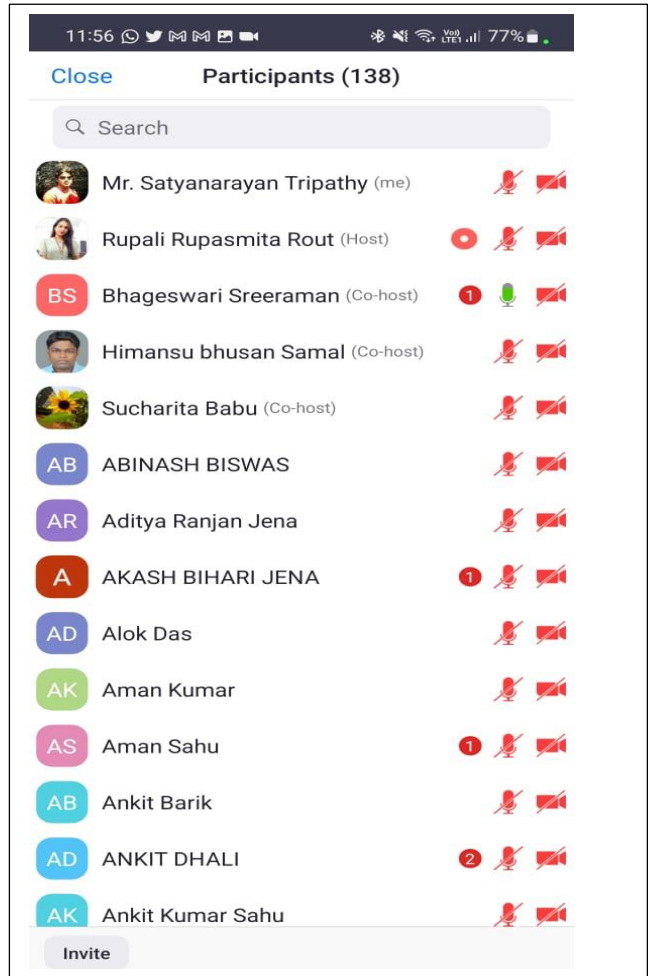 11:56 Voo) LTE1 77%
Close Participants (138)
Search
Mr. Satyanarayan Tripathy (me)
Rupali Rupasmita Rout (Host)
BS Bhageswari Sreeraman (Co-host) 1
Himansu bhusan Samal (Co-host)
Sucharita Babu (Co-host)
AB ABINASH BISWAS
AR Aditya Ranjan Jena
A AKASH BIHARI JENA 1
AD Alok Das
AK Aman Kumar
AS Aman Sahu 1
AB Ankit Barik
AD ANKIT DHALI 2
AK Ankit Kumar Sahu
Invite